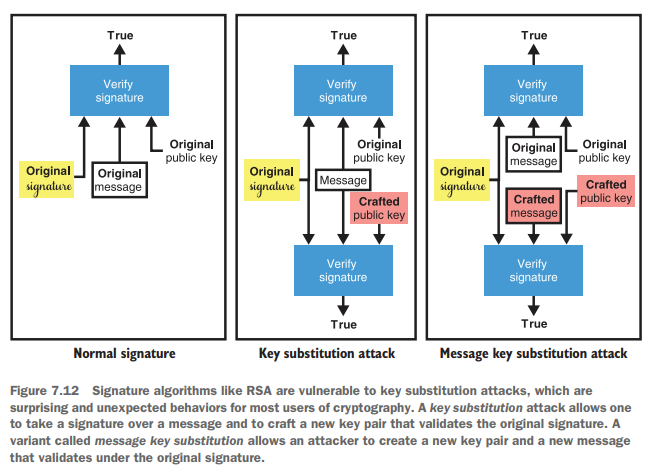 True
Verify
signature
Original
signature
Original
message
Original
public key
Normal signature
True
Verify
signature
Original
public key
Original
signature
Message
Crafted
public key
Verify
signature
True
Key substitution attack
True
Verify
signature
Original
message
Original
public key
Original
signature
Crafted
message
Crafted
public key
Verify
signature
True
Message key substitution attack
Figure 7.12 Signature algorithms like RSA are vulnerable to key substitution attacks, which are
surprising and unexpected behaviors for most users of cryptography. A key substitution attack allows one
to take a signature over a message and to craft a new key pair that validates the original signature. A
variant called message key substitution allows an attacker to create a new key pair and a new message
that validates under the original signature.